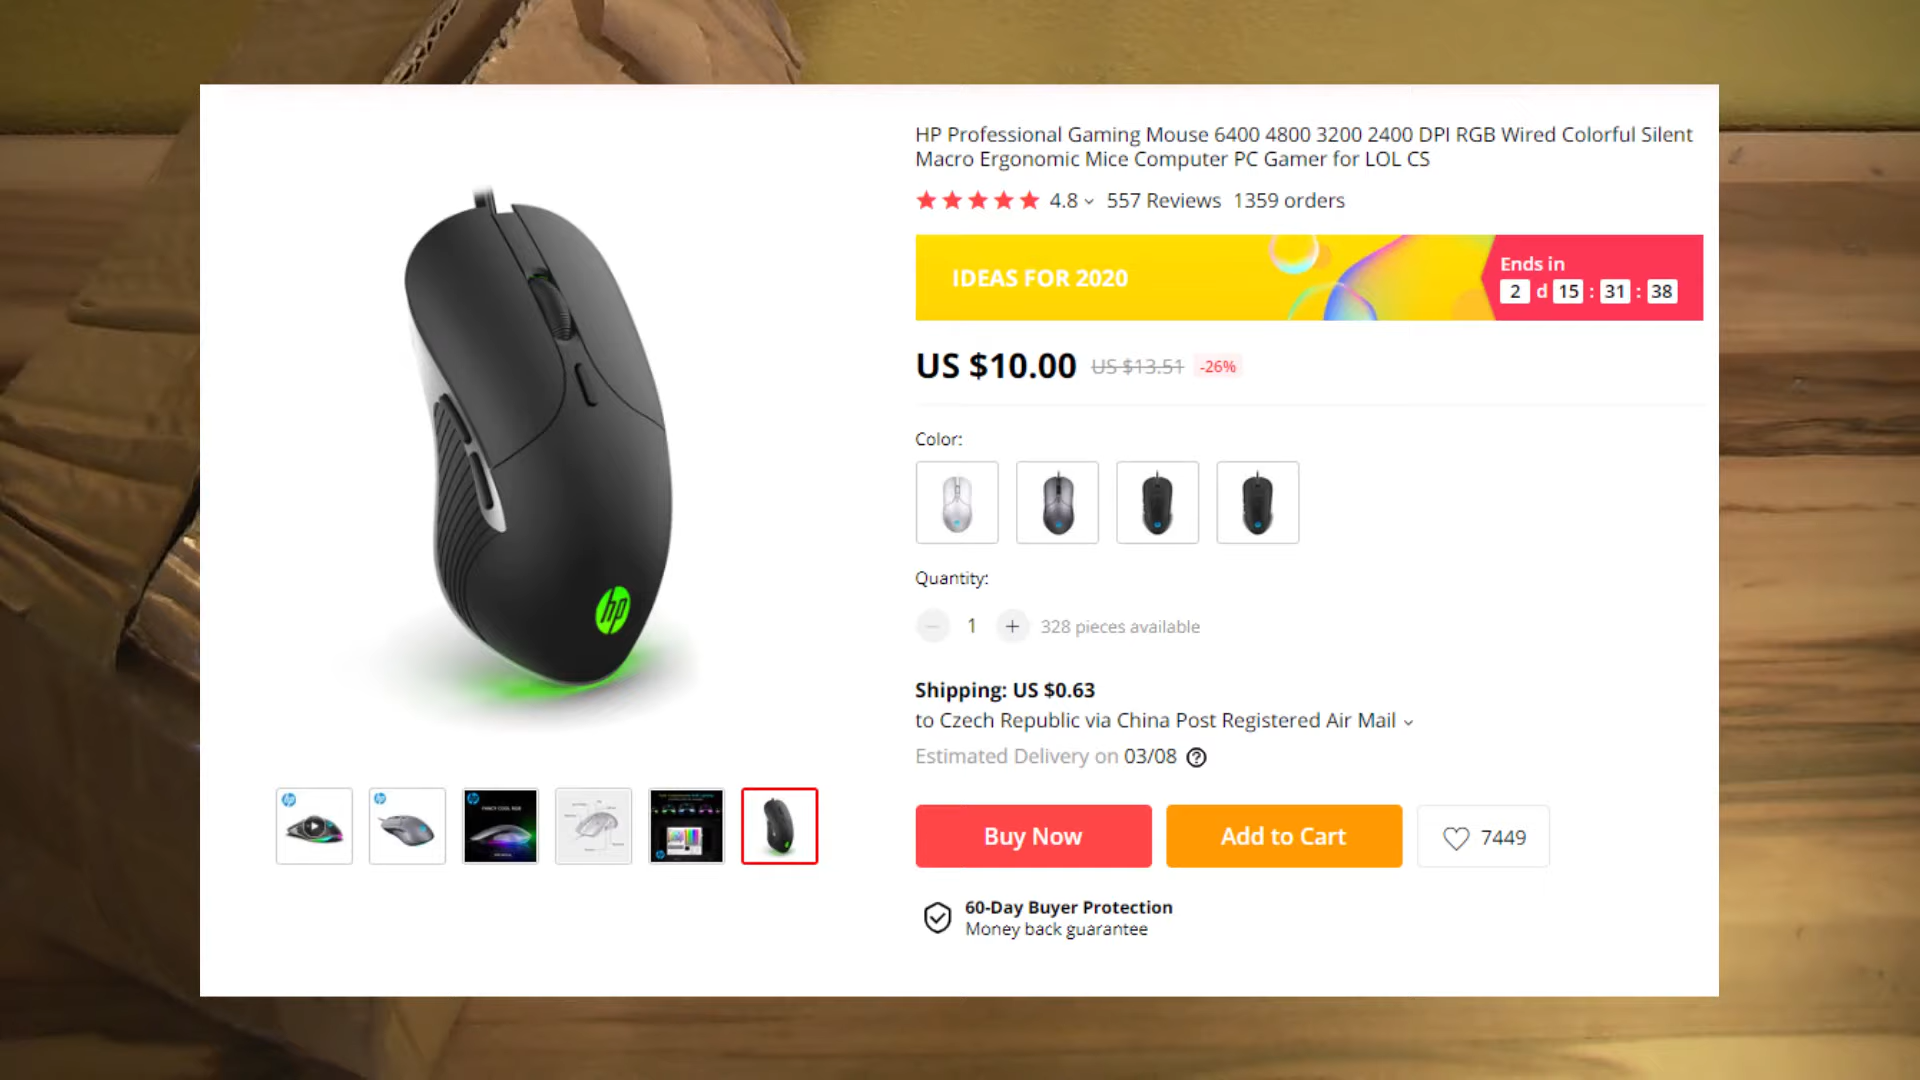 HP Professional Gaming Mouse 6400 4800 3200 2400 DPI RGB Wired Colorful Silent
Macro Ergonomic Mice Computer PC Gamer for LOL CS
4.8 557 Reviews 1359 orders
IDEAS FOR 2020
Ends in
2 d 15 : 31 : 38
US $10.00 US $13.51 -26%
Color:
Quantity:
1 + 328 pieces available
Shipping: US $0.63
to Czech Republic via China Post Registered Air Mail
Estimated Delivery on 03/08
Buy Now
Add to Cart
7449
60-Day Buyer Protection
Money back guarantee
hp
FANCY COOL RGB